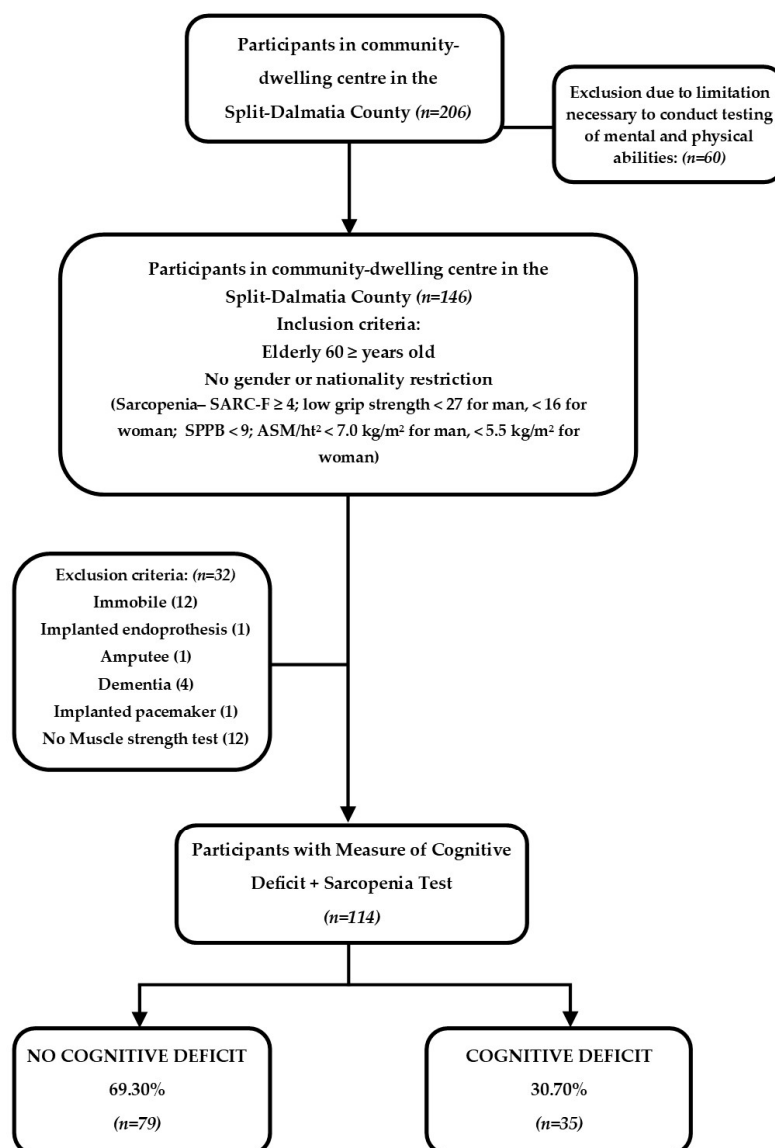 Participants in community-
dwelling centre in the
Split-Dalmatia County (n=206)
Exclusion due to limitation
necessary to conduct testing
of mental and physical
abilities: (n=60)
Participants in community-dwelling centre in the
Split-Dalmatia County (n=146)
Inclusion criteria:
Elderly 60 ≥ years old
No gender or nationality restriction
(Sarcopenia– SARC-F ≥ 4; low grip strength < 27 for man, < 16 for
woman; SPPB < 9; ASM/ht² < 7.0 kg/m² for man, < 5.5 kg/m² for
woman)
Exclusion criteria: (n=32)
Immobile (12)
Implanted endoprothesis (1)
Amputee (1)
Dementia (4)
Implanted pacemaker (1)
No Muscle strength test (12)
Participants with Measure of Cognitive
Deficit + Sarcopenia Test
(n=114)
NO COGNITIVE DEFICIT
69.30%
(n=79)
COGNITIVE DEFICIT
30.70%
(n=35)